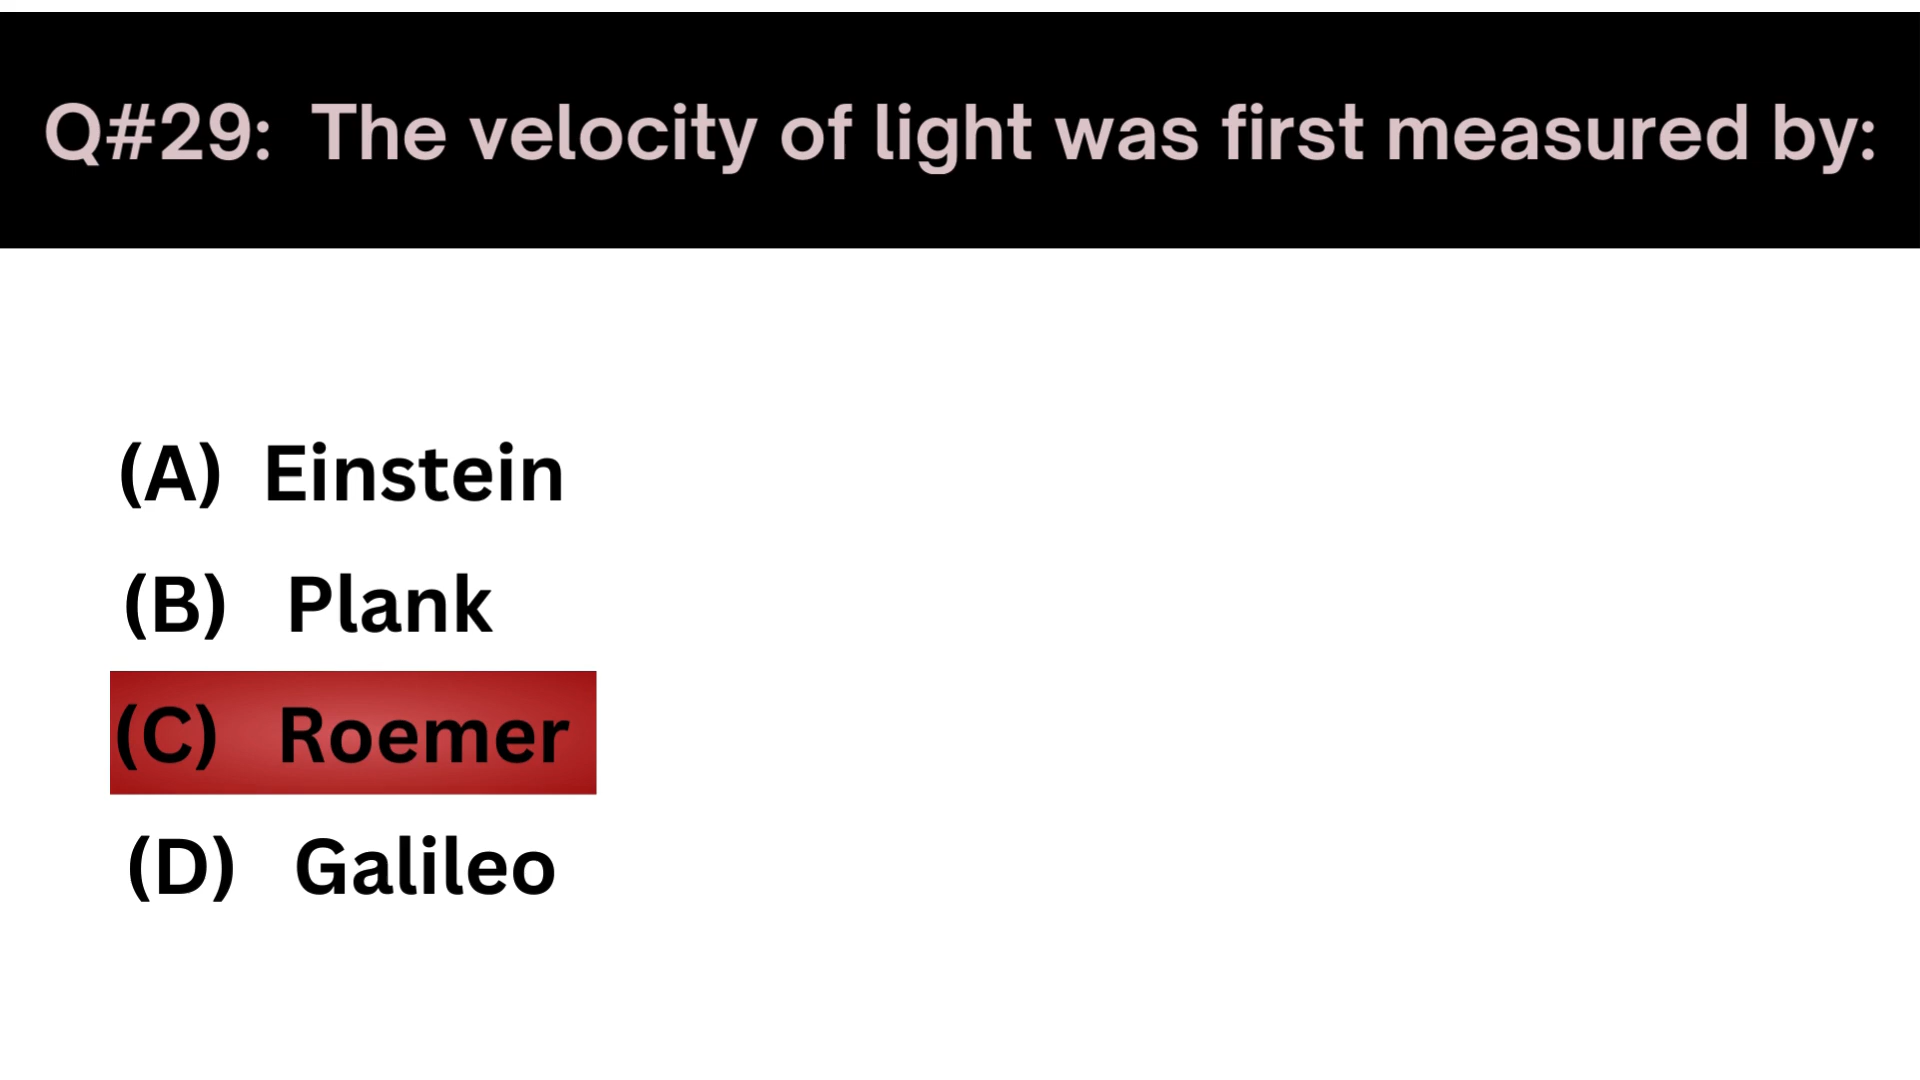 Q#29: The velocity of light was first measured by:
(A) Einstein
(B) Plank
(C) Roemer
(D) Galileo